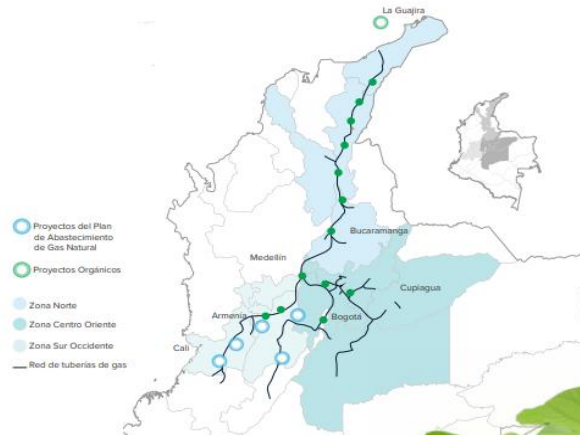 La Guajira
Bucaramanga
Medellín
Cupiagua
Armenia
Bogotá
Cali
Proyectos del Plan
de Abastecimiento
de Gas Natural
Proyectos Orgánicos
Zona Norte
Zona Centro Oriente
Zona Sur Occidente
Red de tuberías de gas